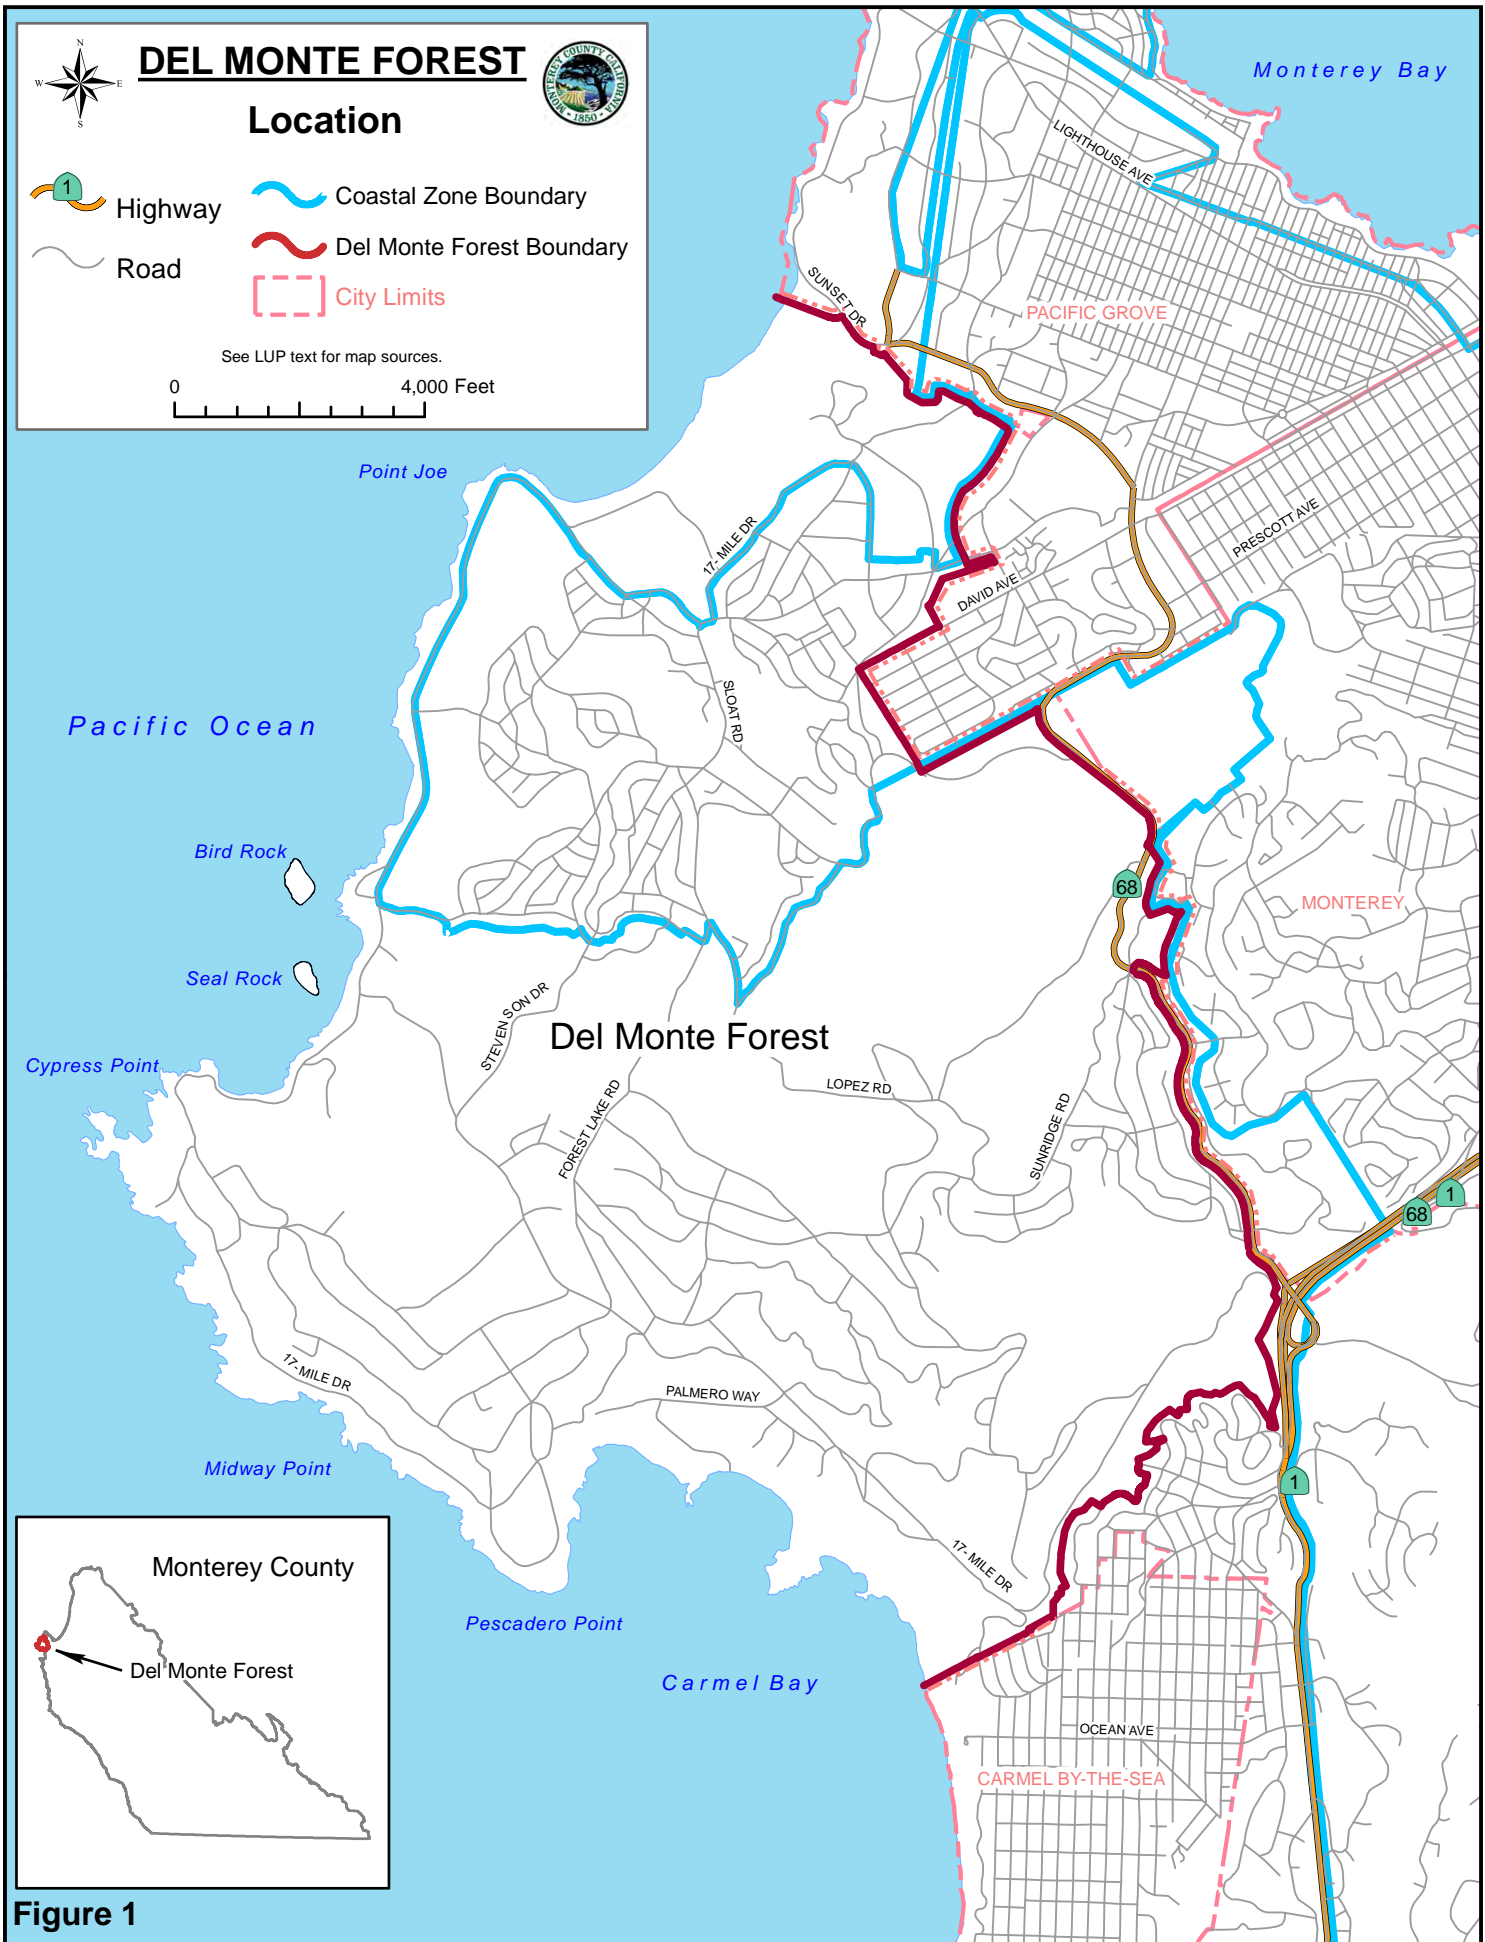 DEL MONTE FOREST
Location
N
W
E
S
MONTEREY COUNTY, CALIFORNIA
1850
1
Highway
Road
Coastal Zone Boundary
Del Monte Forest Boundary
City Limits
See LUP text for map sources.
0
4,000 Feet
Monterey Bay
LIGHTHOUSE AVE
SUNSET DR
PACIFIC GROVE
Point Joe
17-MILE DR
PRESCOTT AVE
DAVID AVE
SLOAT RD
Pacific Ocean
Bird Rock
68
MONTEREY
Seal Rock
STEVENSON DR
Del Monte Forest
Cypress Point
LOPEZ RD
FOREST LAKE RD
SUNRIDGE RD
1
68
17-MILE DR
PALMERO WAY
Midway Point
1
17-MILE DR
Pescadero Point
Carmel Bay
OCEAN AVE
CARMEL BY-THE-SEA
Monterey County
Del Monte Forest
Figure 1